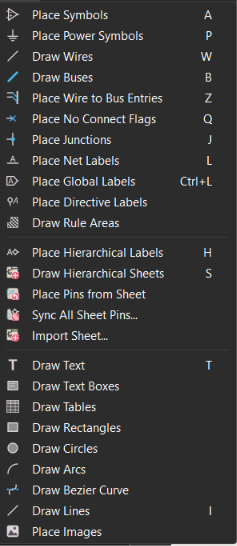 Place Symbols A
Place Power Symbols P
Draw Wires W
Draw Buses B
Place Wire to Bus Entries Z
Place No Connect Flags Q
Place Junctions J
Place Net Labels L
Place Global Labels Ctrl+L
Place Directive Labels
Draw Rule Areas
Place Hierarchical Labels H
Draw Hierarchical Sheets S
Place Pins from Sheet
Sync All Sheet Pins...
Import Sheet...
Draw Text T
Draw Text Boxes
Draw Tables
Draw Rectangles
Draw Circles
Draw Arcs
Draw Bezier Curve
Draw Lines I
Place Images